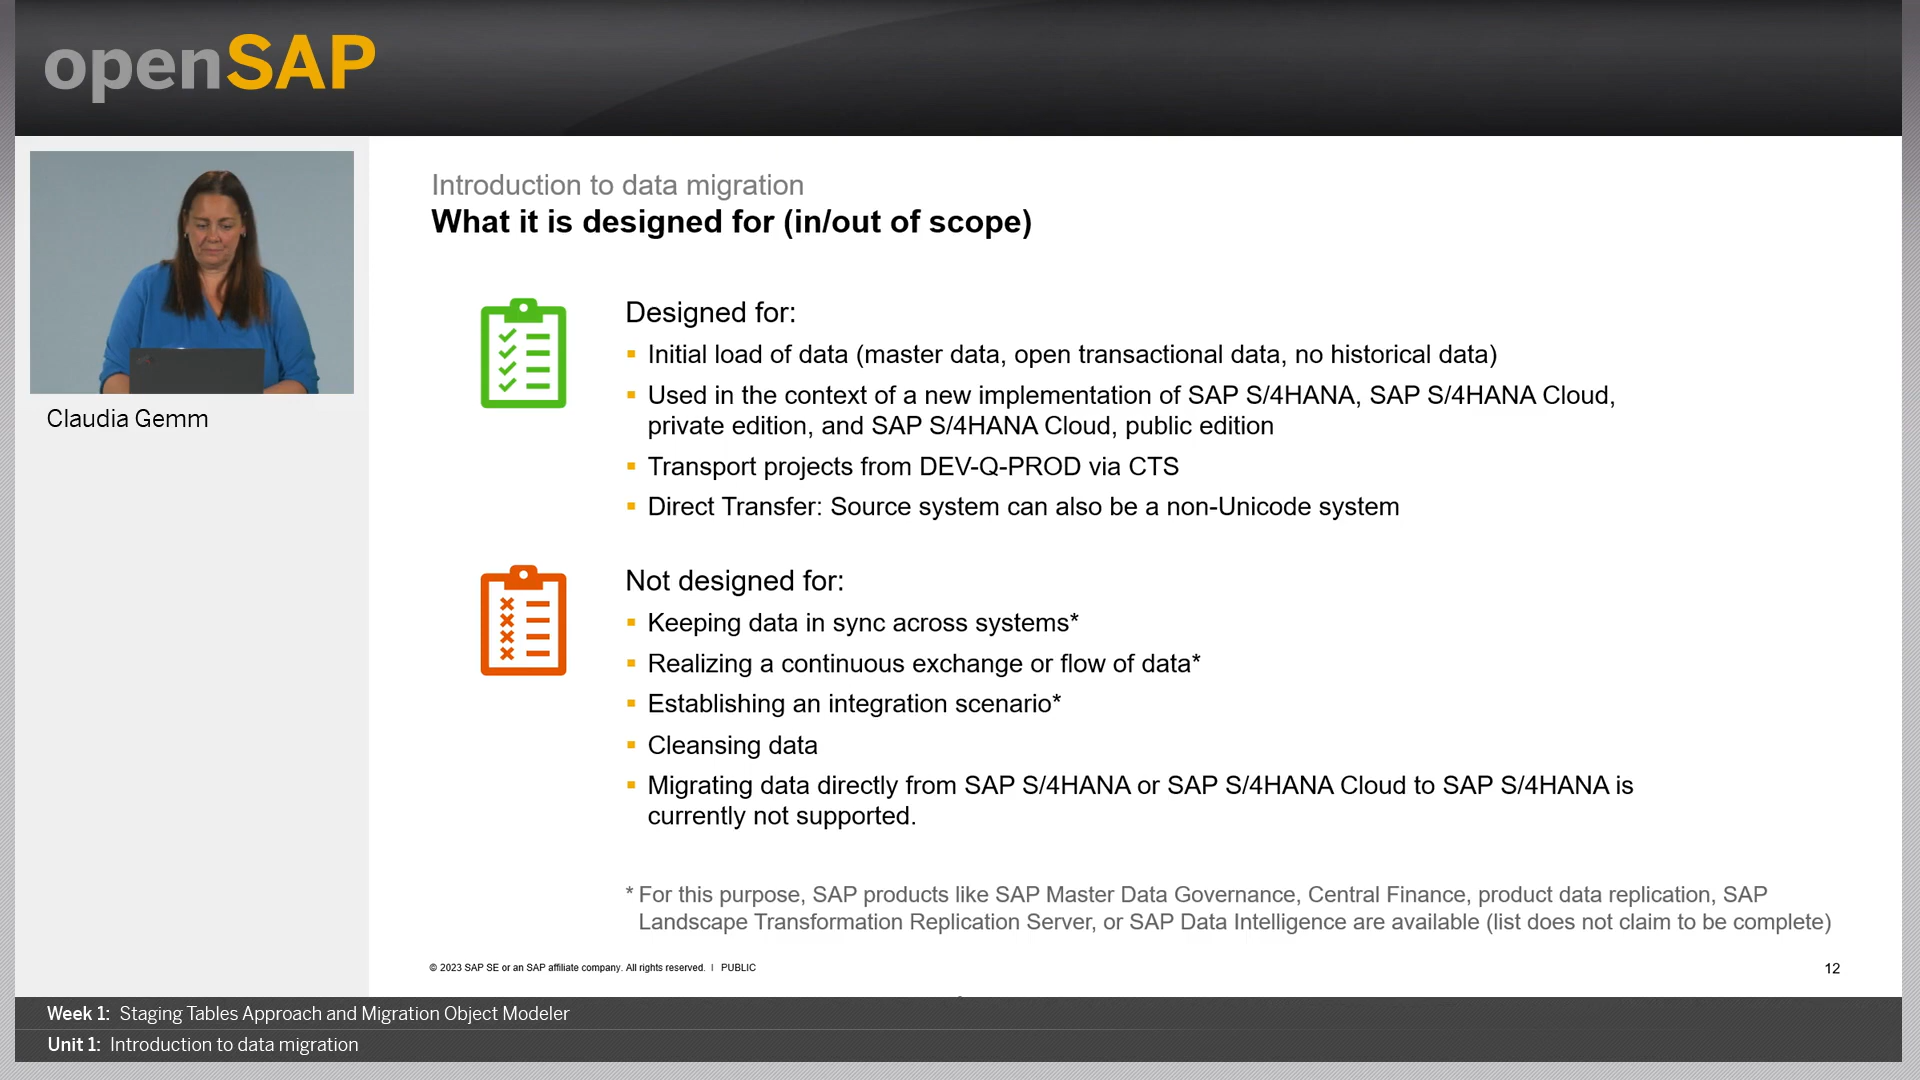 openSAP
Claudia Gemm
Introduction to data migration
What it is designed for (in/out of scope)
Designed for:
▪ Initial load of data (master data, open transactional data, no historical data)
▪ Used in the context of a new implementation of SAP S/4HANA, SAP S/4HANA Cloud,
private edition, and SAP S/4HANA Cloud, public edition
▪ Transport projects from DEV-Q-PROD via CTS
▪ Direct Transfer: Source system can also be a non-Unicode system
Not designed for:
▪ Keeping data in sync across systems*
▪ Realizing a continuous exchange or flow of data*
▪ Establishing an integration scenario*
▪ Cleansing data
▪ Migrating data directly from SAP S/4HANA or SAP S/4HANA Cloud to SAP S/4HANA is
currently not supported.
* For this purpose, SAP products like SAP Master Data Governance, Central Finance, product data replication, SAP
Landscape Transformation Replication Server, or SAP Data Intelligence are available (list does not claim to be complete)
© 2023 SAP SE or an SAP affiliate company. All rights reserved. I PUBLIC
12
Week 1: Staging Tables Approach and Migration Object Modeler
Unit 1: Introduction to data migration